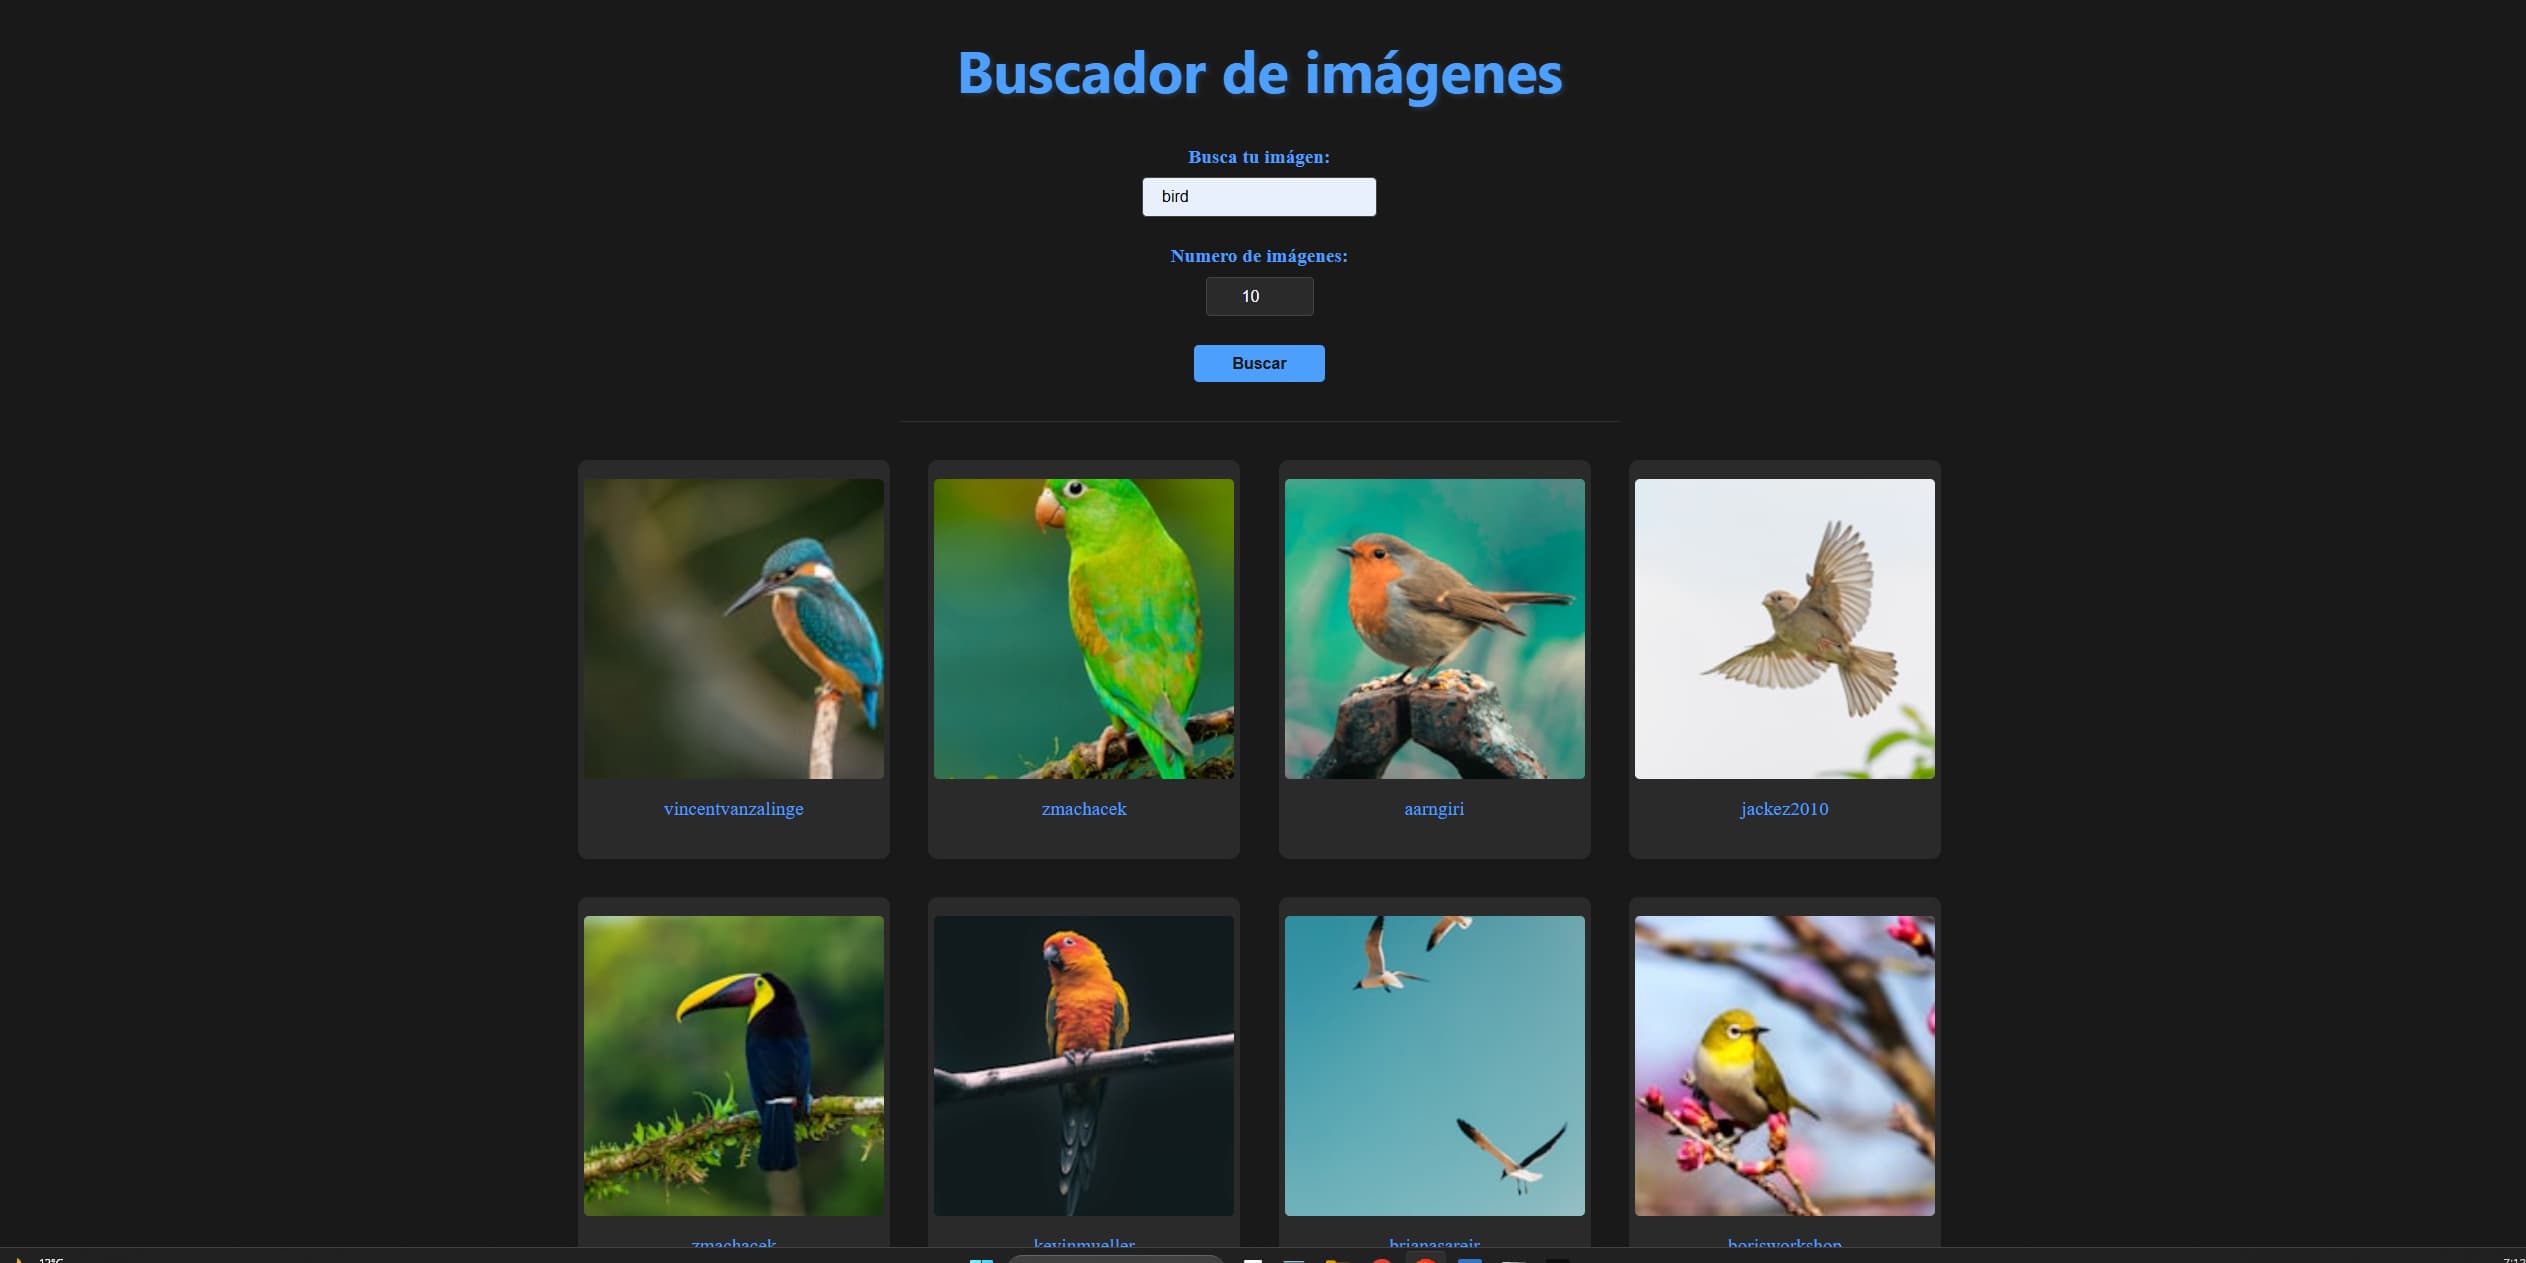 Buscador de imágenes
Busca tu imágen:
bird
Numero de imágenes:
10
Buscar
vincentvanzalinge
zmachacek
aarngiri
jackez2010
zmachacek
kevinmueller
brianasareir
borisworkshop